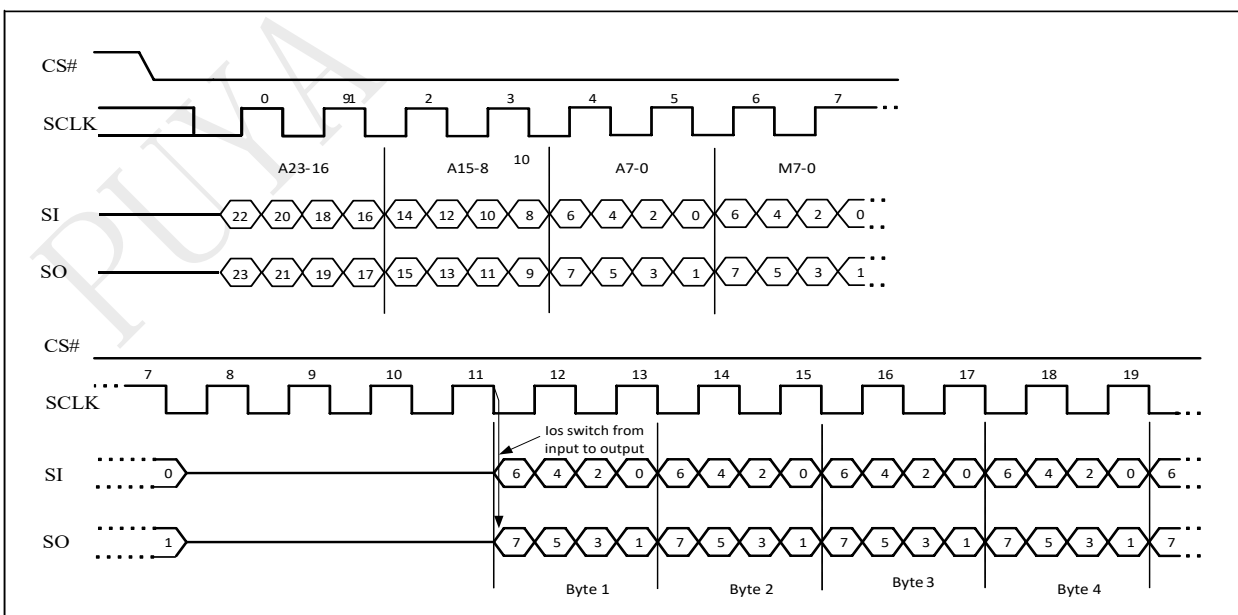 PUYA
CS#
0 91 2 3 4 5 6 7
SCLK
A23-16 A15-8 10 A7-0 M7-0
SI 22 20 18 16 14 12 10 8 6 4 2 0 6 4 2 0
SO 23 21 19 17 15 13 11 9 7 5 3 1 7 5 3 1
CS#
7 8 9 10 11 12 13 14 15 16 17 18 19
SCLK
Ios switch from
input to output
SI 0 6 4 2 0 6 4 2 0 6 4 2 0 6 4 2 0 6
SO 1 7 5 3 1 7 5 3 1 7 5 3 1 7 5 3 1 7
Byte 1 Byte 2 Byte 3 Byte 4